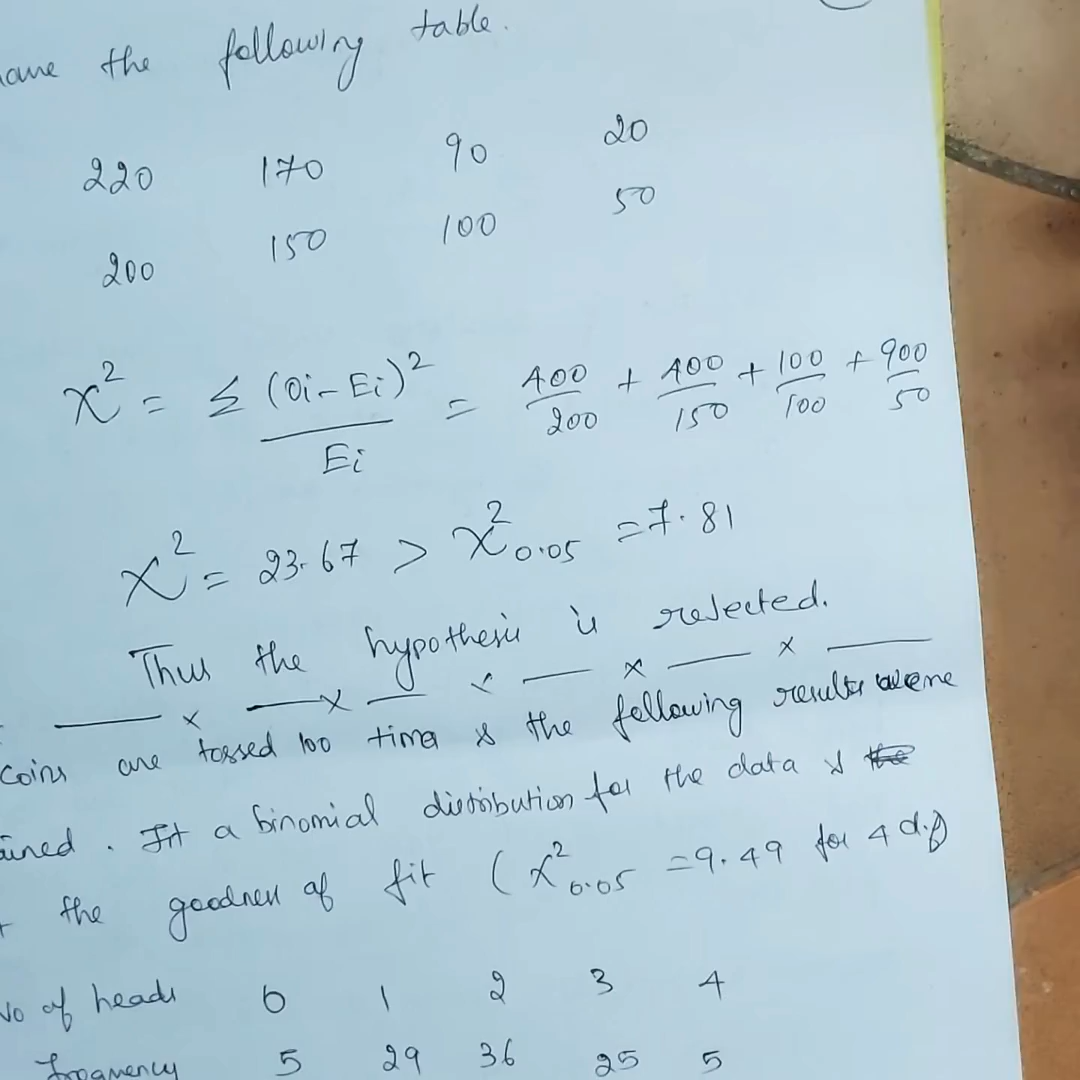 the following table.
220 170 90 20
200 150 100 50
χ² = Σ (Oi-Ei)²/Ei = 400/200 + 400/150 + 100/100 + 900/50
χ² = 23.67 > χ²0.05 = 7.81
Thus the hypothesis is rejected.
coins are tossed 100 times & the following results were
ained. Fit a binomial distribution for the data & the
the goodness of fit (χ²0.05 = 9.49 for 4 d.f)
No of heads 0 1 2 3 4
frequency 5 29 36 25 5